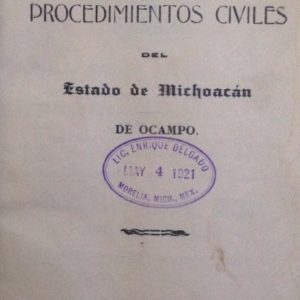 PROCEDIMIENTOS CIVILES
DEL
Estado de Michoacán
DE OCAMPO.
LIC. ENRIQUE DELGADO
MAY 4 1921
MORELIA, MICH., MEX.